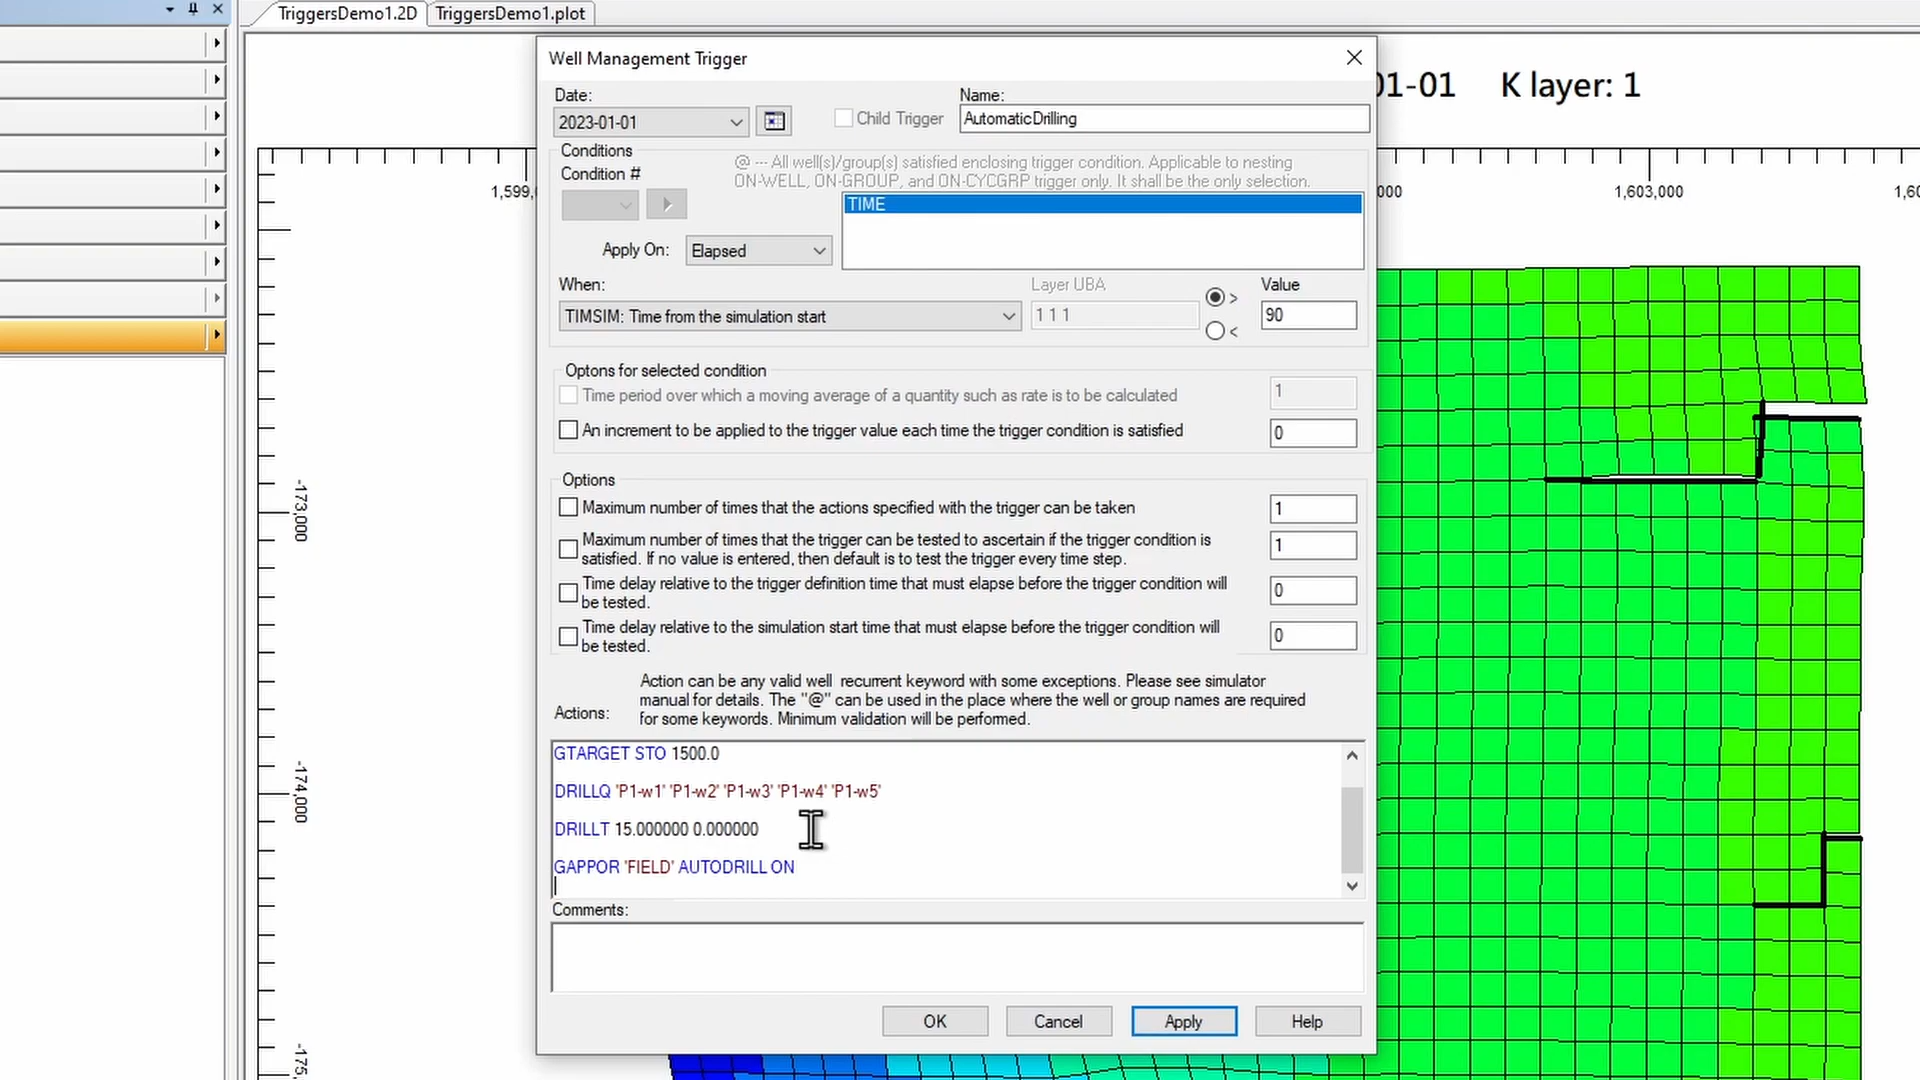 TriggersDemo1.2D
TriggersDemo1.plot
01-01 K layer: 1
1,599,0
000
1,603,000
1,60
-173,000
-174,000
-175,
Well Management Trigger
Date:
2023-01-01
Child Trigger
Name:
AutomaticDrilling
Conditions
Condition #
@ --- All well(s)/group(s) satisfied enclosing trigger condition. Applicable to nesting
ON-WELL, ON-GROUP, and ON-CYCGRP trigger only. It shall be the only selection.
TIME
Apply On:
Elapsed
When:
Layer UBA
Value
TIMSIM: Time from the simulation start
1 1 1
>
<
90
Optons for selected condition
Time period over which a moving average of a quantity such as rate is to be calculated
1
An increment to be applied to the trigger value each time the trigger condition is satisfied
0
Options
Maximum number of times that the actions specified with the trigger can be taken
1
Maximum number of times that the trigger can be tested to ascertain if the trigger condition is
satisfied. If no value is entered, then default is to test the trigger every time step.
1
Time delay relative to the trigger definition time that must elapse before the trigger condition will
be tested.
0
Time delay relative to the simulation start time that must elapse before the trigger condition will
be tested.
0
Actions:
Action can be any valid well recurrent keyword with some exceptions. Please see simulator
manual for details. The "@" can be used in the place where the well or group names are required
for some keywords. Minimum validation will be performed.
GTARGET STO 1500.0
DRILLQ 'P1-w1' 'P1-w2' 'P1-w3' 'P1-w4' 'P1-w5'
DRILLT 15.000000 0.000000
GAPPOR 'FIELD' AUTODRILL ON
Comments:
OK
Cancel
Apply
Help